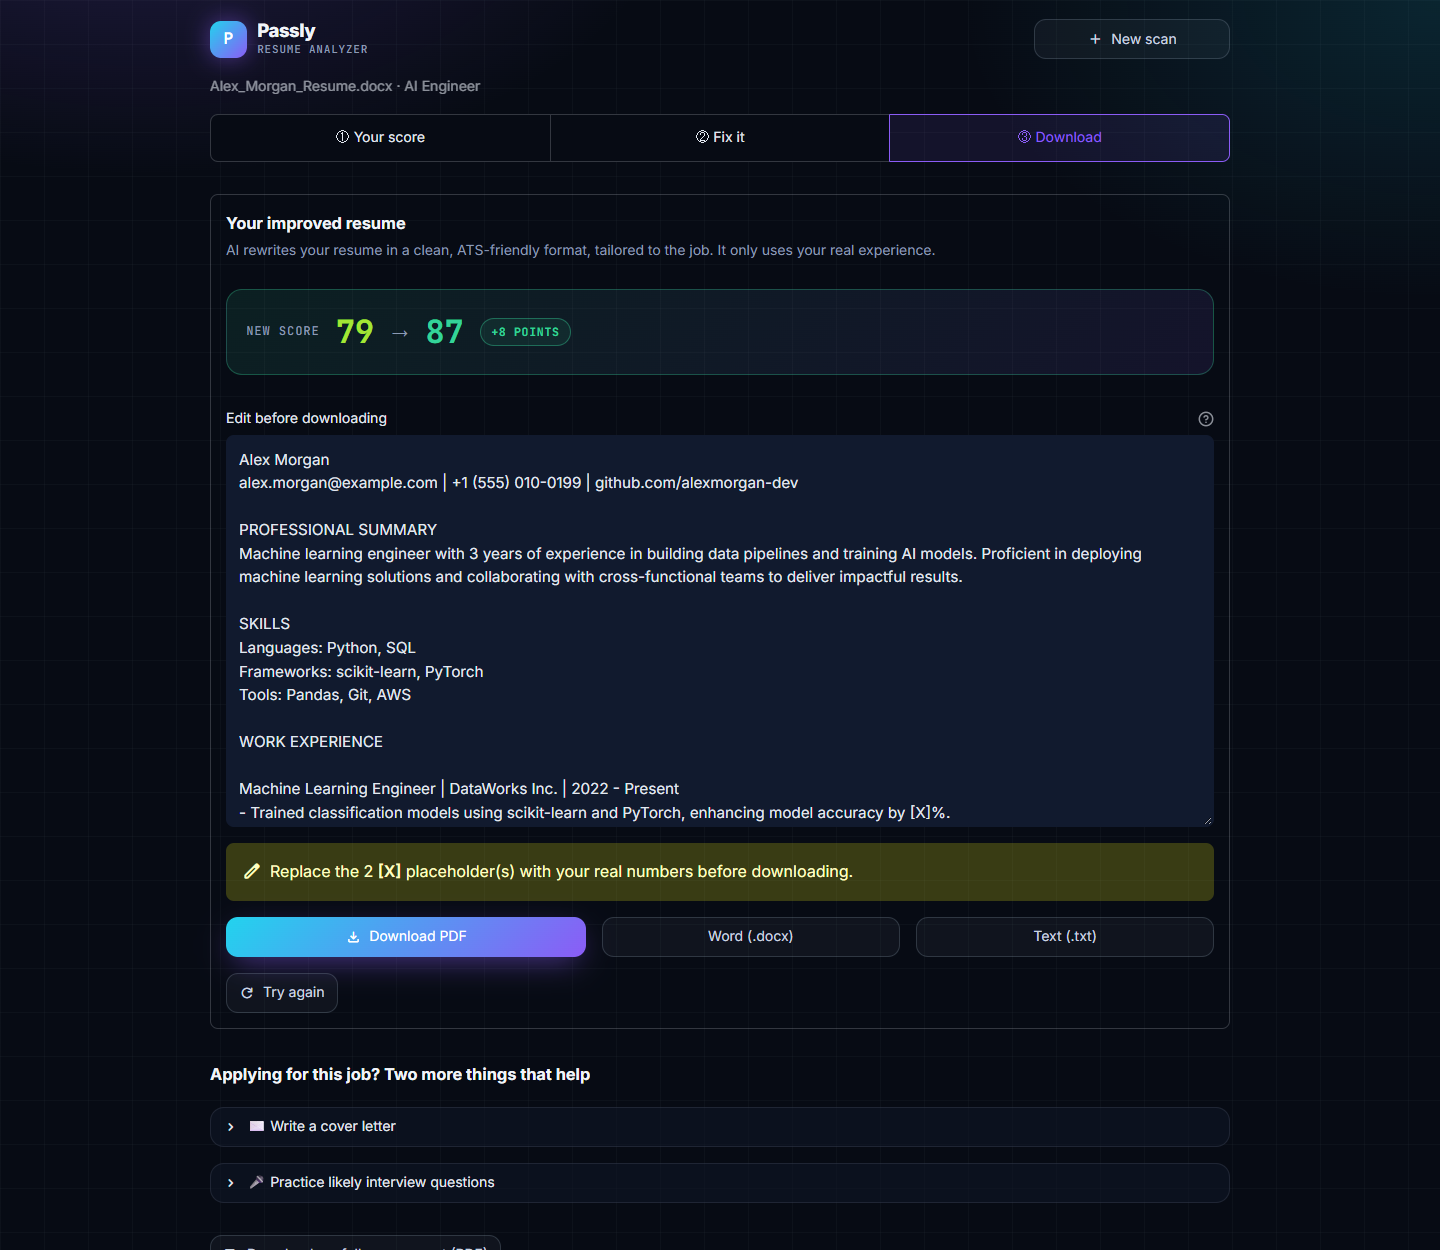 P
Passly
RESUME ANALYZER
+ New scan
Alex_Morgan_Resume.docx · AI Engineer
① Your score
② Fix it
③ Download
Your improved resume
AI rewrites your resume in a clean, ATS-friendly format, tailored to the job. It only uses your real experience.
NEW SCORE 79 → 87 +8 POINTS
Edit before downloading
Alex Morgan
alex.morgan@example.com | +1 (555) 010-0199 | github.com/alexmorgan-dev
PROFESSIONAL SUMMARY
Machine learning engineer with 3 years of experience in building data pipelines and training AI models. Proficient in deploying
machine learning solutions and collaborating with cross-functional teams to deliver impactful results.
SKILLS
Languages: Python, SQL
Frameworks: scikit-learn, PyTorch
Tools: Pandas, Git, AWS
WORK EXPERIENCE
Machine Learning Engineer | DataWorks Inc. | 2022 - Present
- Trained classification models using scikit-learn and PyTorch, enhancing model accuracy by [X]%.
Replace the 2 [X] placeholder(s) with your real numbers before downloading.
Download PDF
Word (.docx)
Text (.txt)
Try again
Applying for this job? Two more things that help
Write a cover letter
Practice likely interview questions